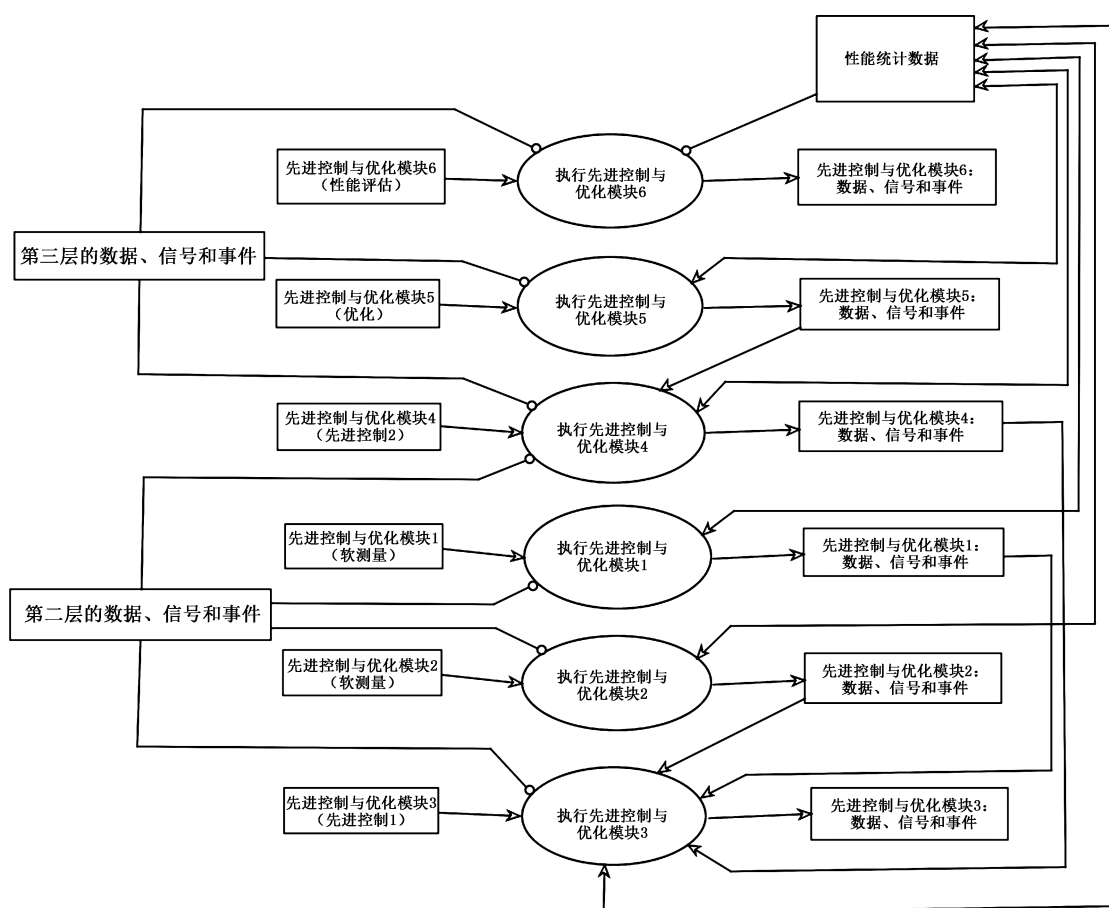 性能统计数据
先进控制与优化模块6
（性能评估）
执行先进控制与
优化模块6
先进控制与优化模块6：
数据、信号和事件
第三层的数据、信号和事件
先进控制与优化模块5
（优化）
执行先进控制与
优化模块5
先进控制与优化模块5：
数据、信号和事件
先进控制与优化模块4
（先进控制2）
执行先进控制与
优化模块4
先进控制与优化模块4：
数据、信号和事件
先进控制与优化模块1
（软测量）
执行先进控制与
优化模块1
先进控制与优化模块1：
数据、信号和事件
第二层的数据、信号和事件
先进控制与优化模块2
（软测量）
执行先进控制与
优化模块2
先进控制与优化模块2：
数据、信号和事件
先进控制与优化模块3
（先进控制1）
执行先进控制与
优化模块3
先进控制与优化模块3：
数据、信号和事件